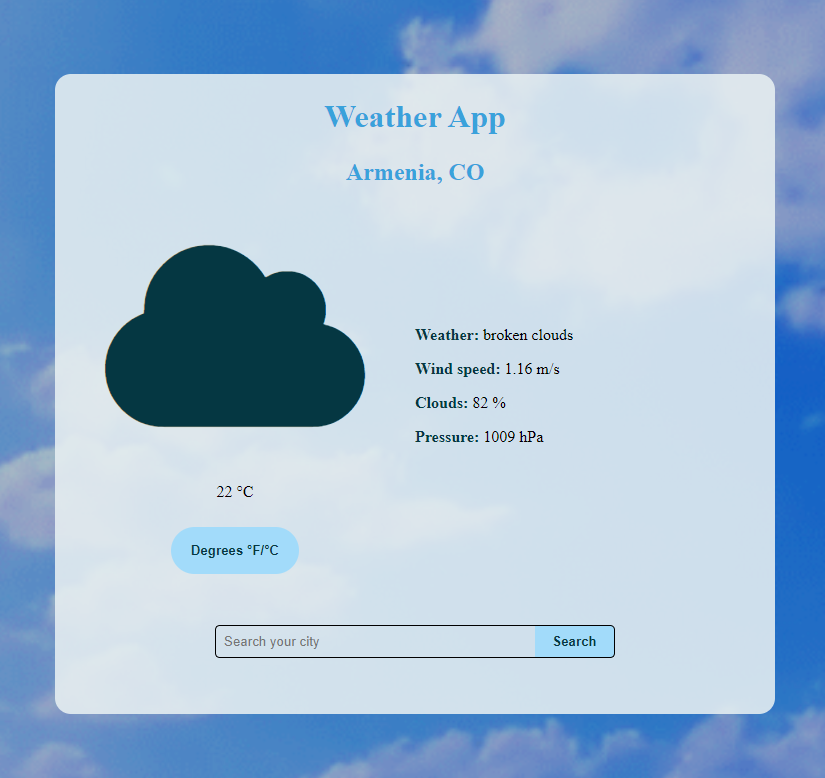 Weather App
Armenia, CO
Weather: broken clouds
Wind speed: 1.16 m/s
Clouds: 82 %
Pressure: 1009 hPa
22 °C
Degrees °F/°C
Search your city
Search